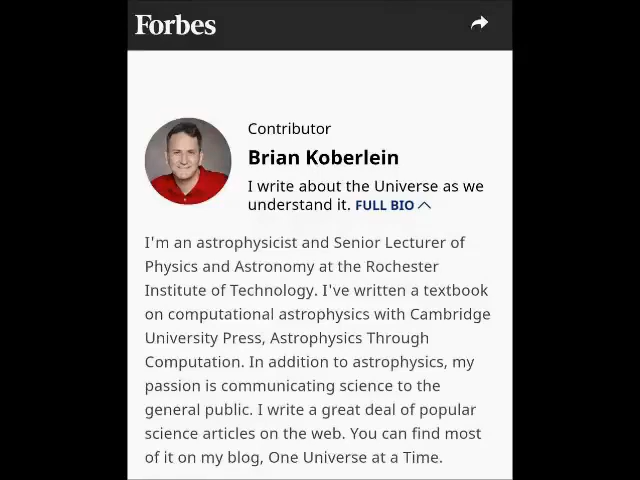 Forbes
Contributor
Brian Koberlein
I write about the Universe as we
understand it. FULL BIO
I'm an astrophysicist and Senior Lecturer of
Physics and Astronomy at the Rochester
Institute of Technology. I've written a textbook
on computational astrophysics with Cambridge
University Press, Astrophysics Through
Computation. In addition to astrophysics, my
passion is communicating science to the
general public. I write a great deal of popular
science articles on the web. You can find most
of it on my blog, One Universe at a Time.